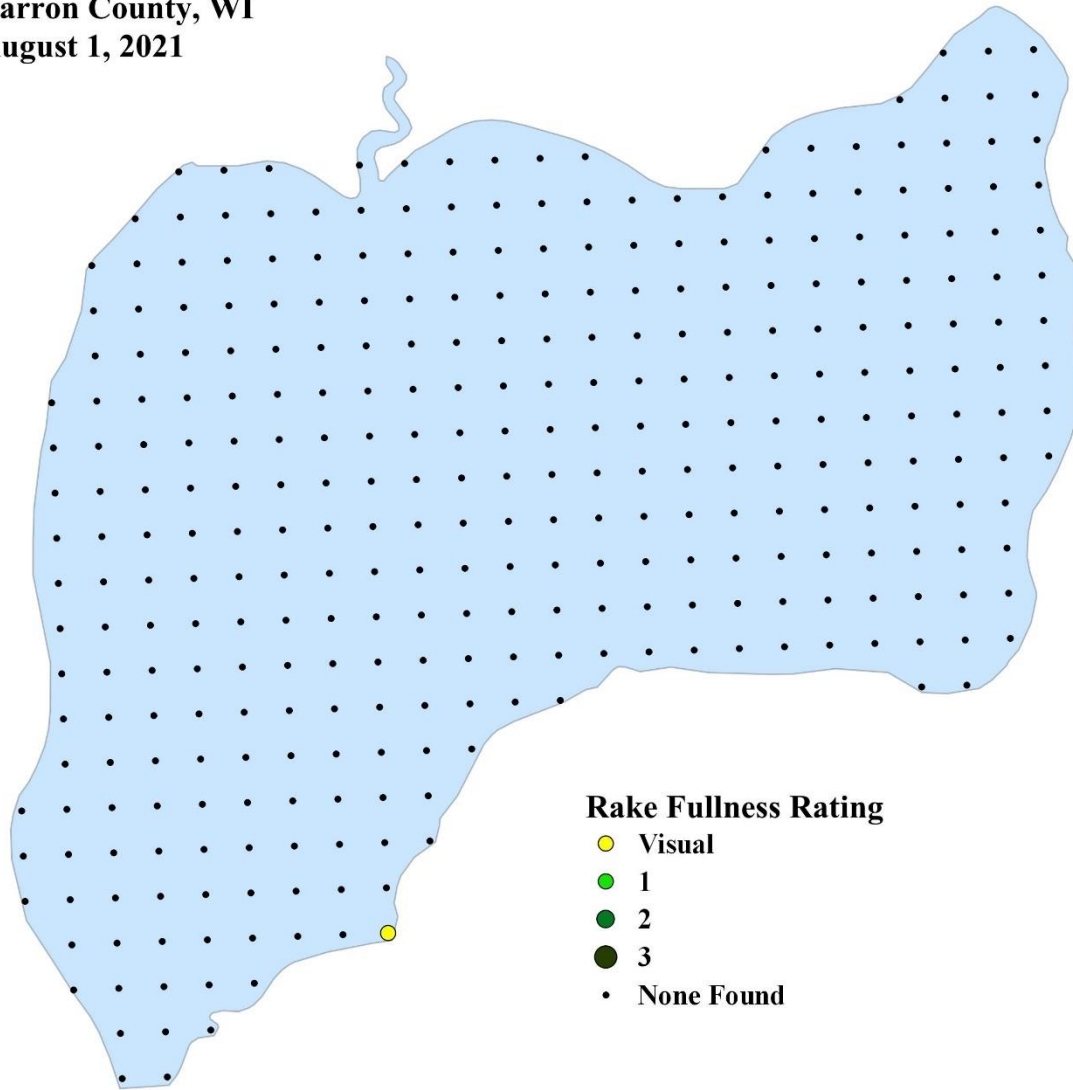 arron County, WI
ugust 1, 2021
Rake Fullness Rating
Visual
1
2
3
None Found